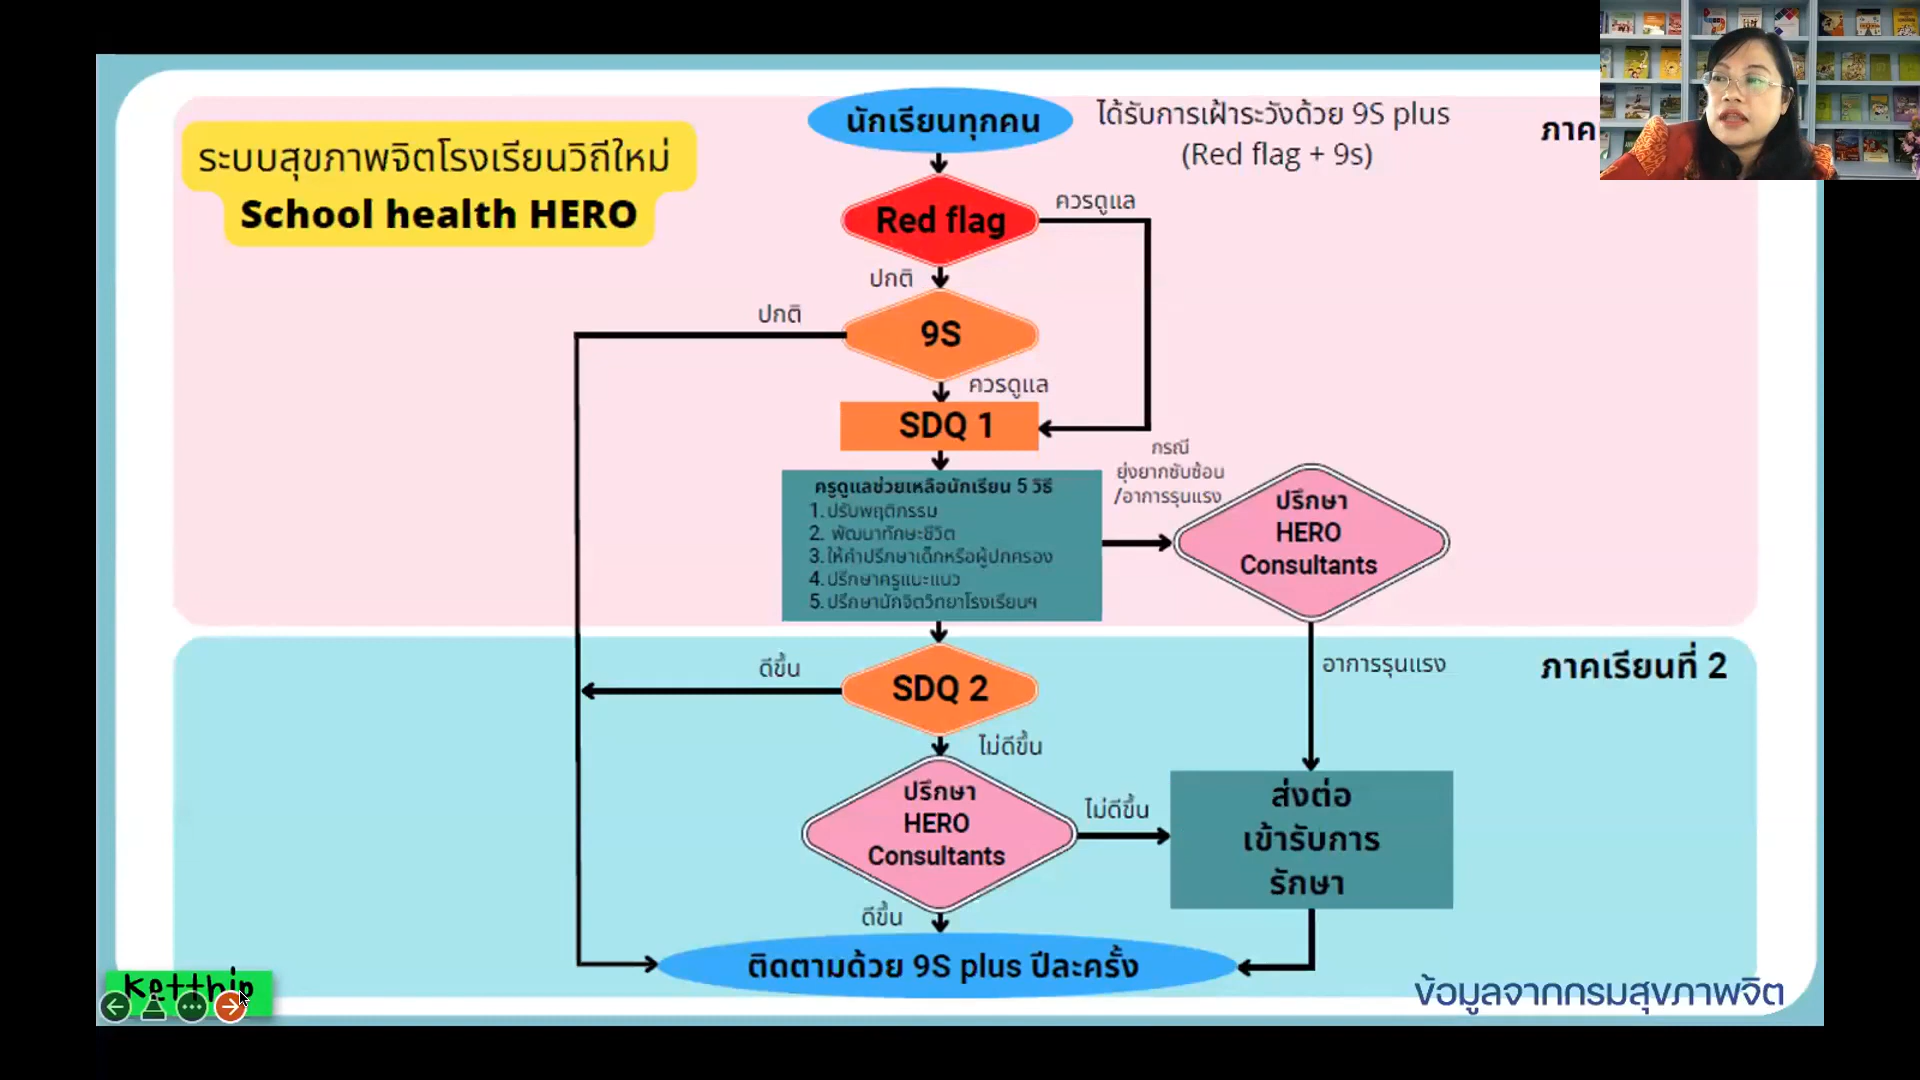 นักเรียนทุกคน
ได้รับการเฝ้าระวังด้วย 9S plus
(Red flag + 9s)
ภาค
ระบบสุขภาพจิตโรงเรียนวิถีใหม่
School health HERO
Red flag
ควรดูแล
ปกติ
ปกติ
9S
ควรดูแล
SDQ 1
กรณี
ยุ่งยากซับซ้อน
/อาการรุนแรง
ครูดูแลช่วยเหลือนักเรียน 5 วิธี
1. ปรับพฤติกรรม
2. พัฒนาทักษะชีวิต
3. ให้คำปรึกษาเด็กหรือผู้ปกครอง
4. ปรึกษาครูแนะแนว
5. ปรึกษานักจิตวิทยาโรงเรียนฯ
ปรึกษา
HERO
Consultants
อาการรุนแรง
ภาคเรียนที่ 2
ดีขึ้น
SDQ 2
ไม่ดีขึ้น
ปรึกษา
HERO
Consultants
ไม่ดีขึ้น
ส่งต่อ
เข้ารับการ
รักษา
ดีขึ้น
ติดตามด้วย 9S plus ปีละครั้ง
Ketthip
ข้อมูลจากกรมสุขภาพจิต